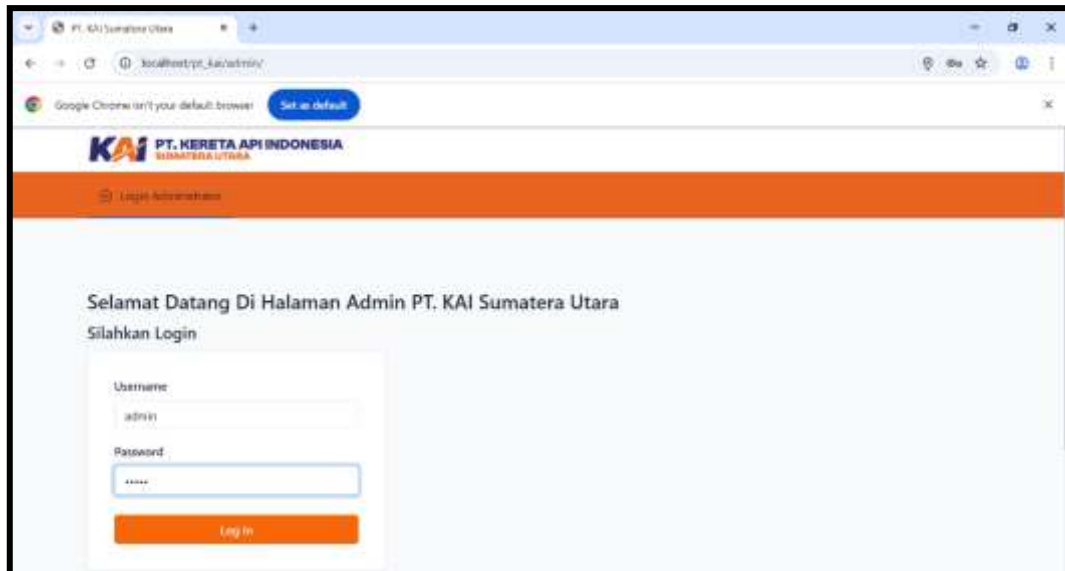 PT. KAI Sumatera Utara
localhost/pt_kai/admin/
Google Chrome isn't your default browser
Set as default
KAI PT. KERETA API INDONESIA
SUMATERA UTARA
Login Administrator
Selamat Datang Di Halaman Admin PT. KAI Sumatera Utara
Silahkan Login
Username
admin
Password
•••••
Log In